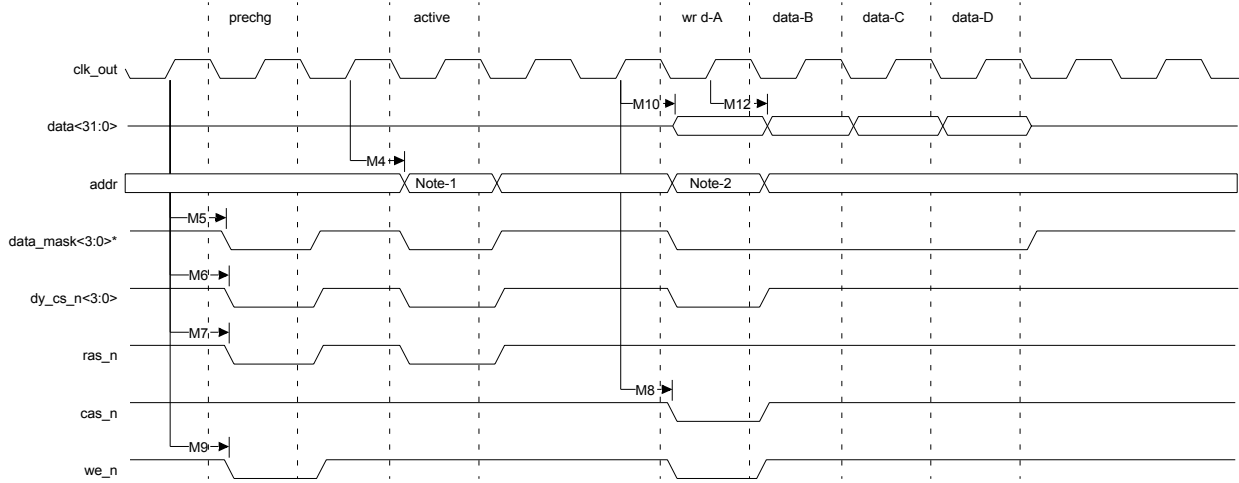 prechg active wr d-A data-B data-C data-D
clk_out
M10 M12
data<31:0>
M4
addr Note-1 Note-2
M5
data_mask<3:0>*
M6
dy_cs_n<3:0>
M7
ras_n
M8
cas_n
M9
we_n